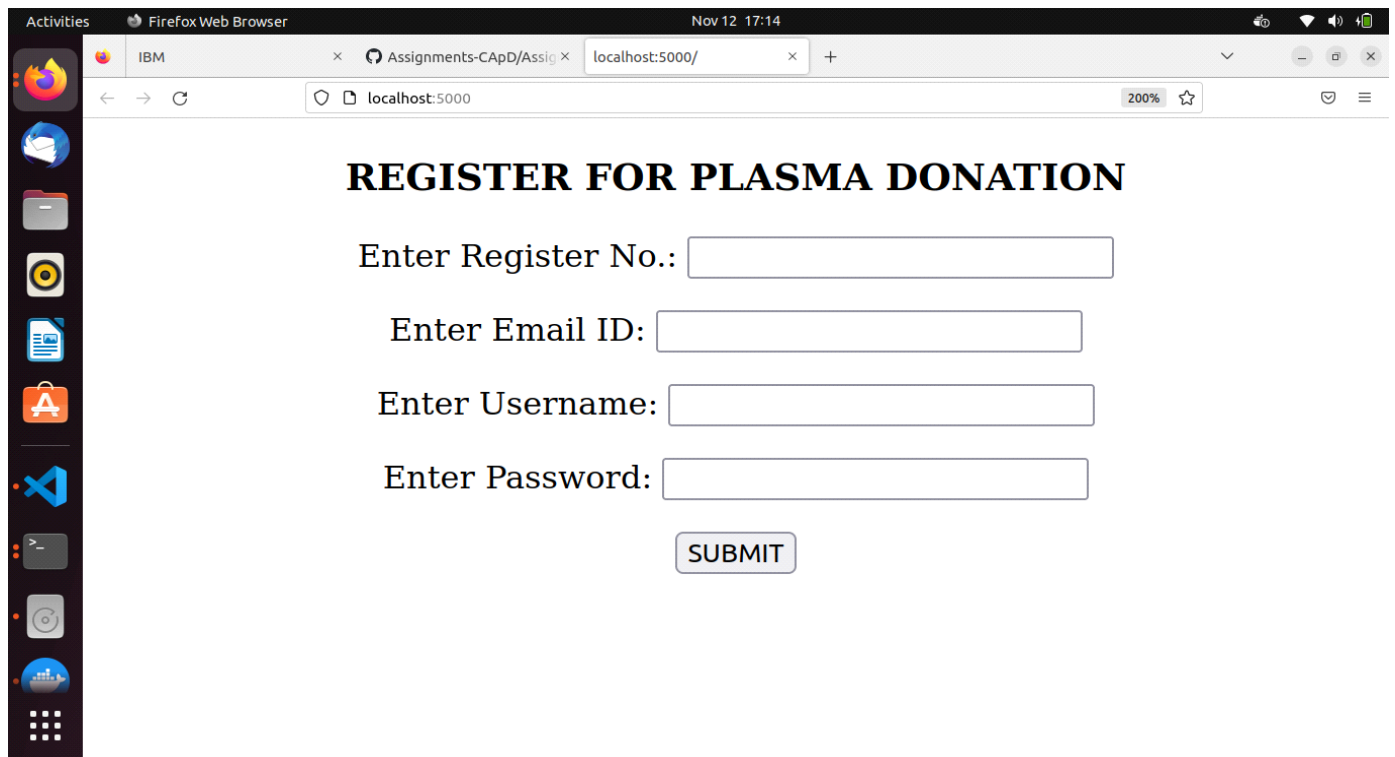 Activities Firefox Web Browser Nov 12 17:14
IBM Assignments-CApD/Assig localhost:5000/
localhost:5000 200%
REGISTER FOR PLASMA DONATION
Enter Register No.:
Enter Email ID:
Enter Username:
Enter Password:
SUBMIT